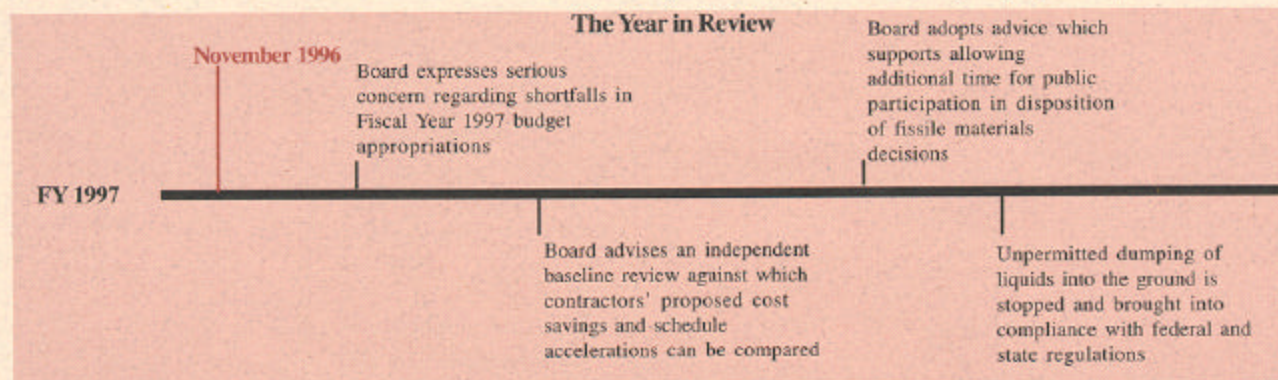 The Year in Review
November 1996
Board expresses serious
concern regarding shortfalls in
Fiscal Year 1997 budget
appropriations
Board adopts advice which
supports allowing
additional time for public
participation in disposition
of fissile materials
decisions
FY 1997
Board advises an independent
baseline review against which
contractors' proposed cost
savings and schedule
accelerations can be compared
Unpermitted dumping of
liquids into the ground is
stopped and brought into
compliance with federal and
state regulations